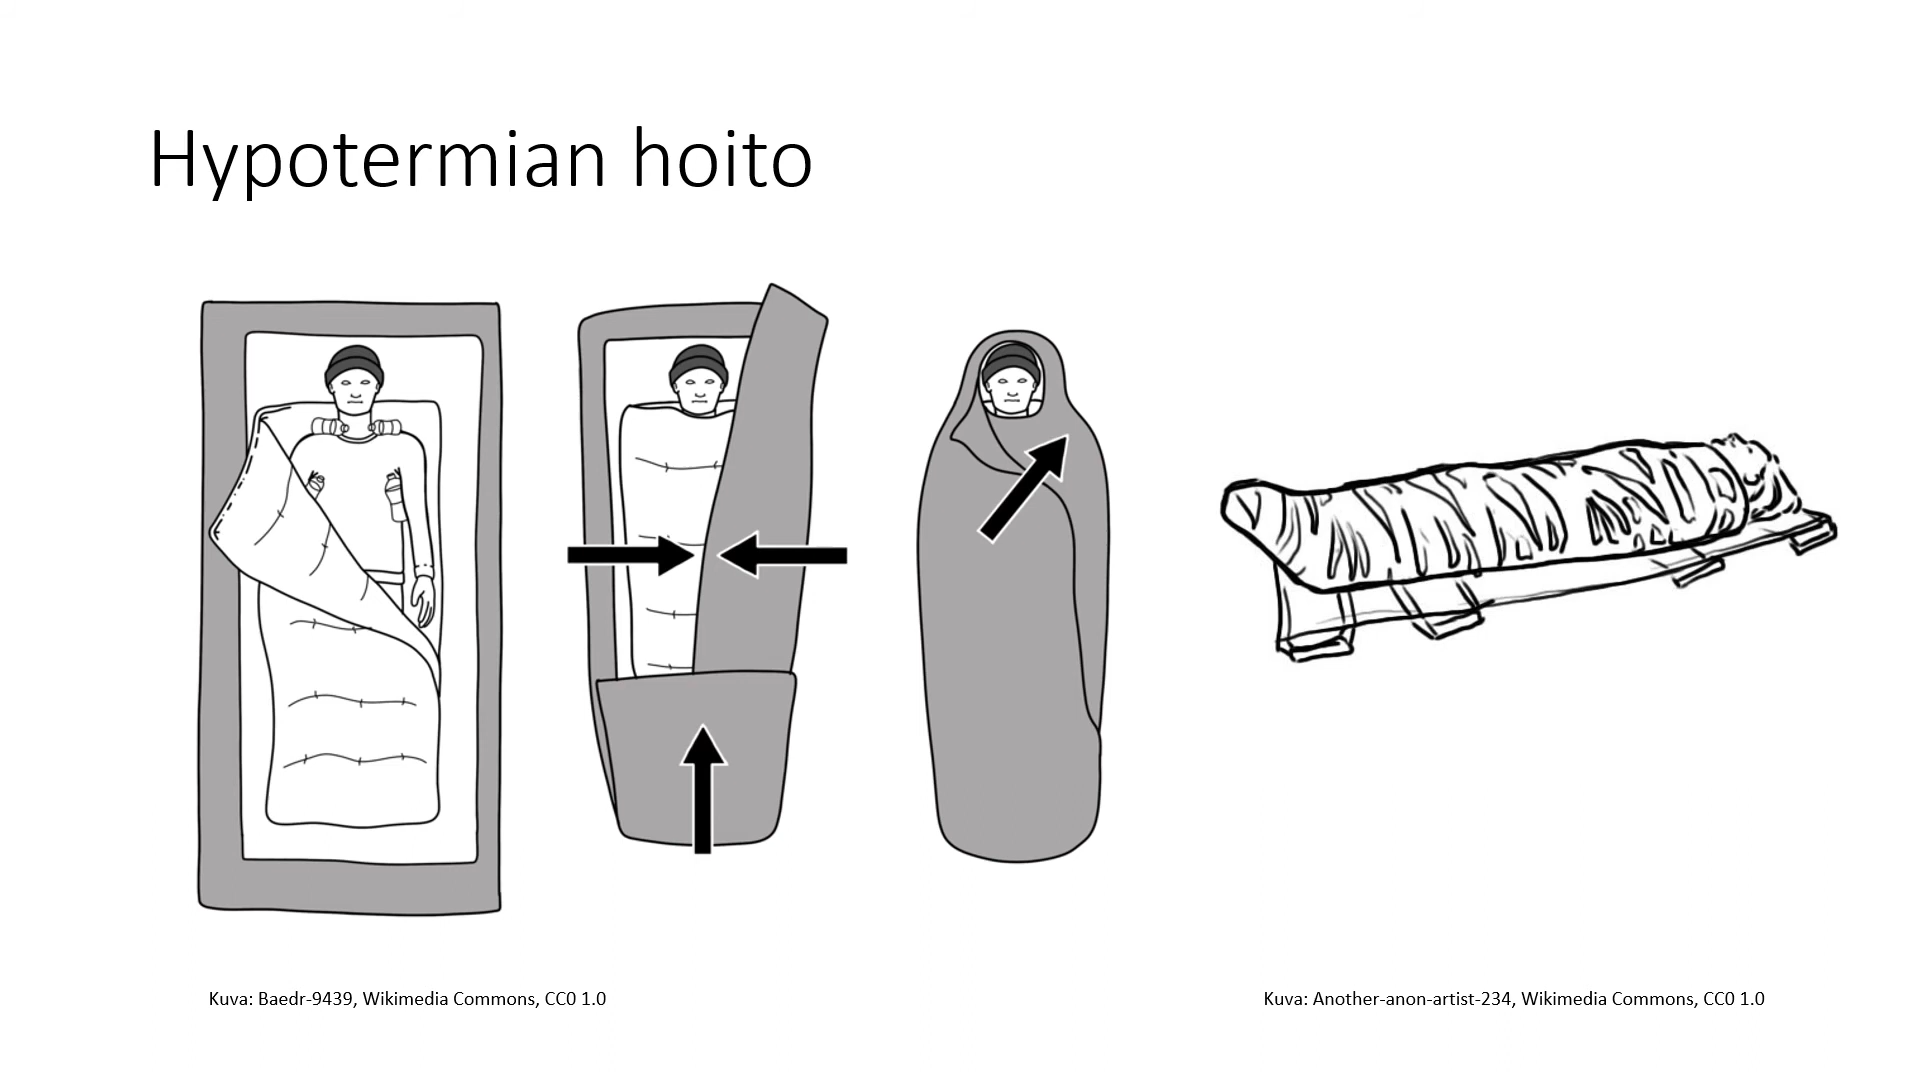 Hypotermian hoito
Kuva: Baedr-9439, Wikimedia Commons, CC0 1.0
Kuva: Another-anon-artist-234, Wikimedia Commons, CC0 1.0